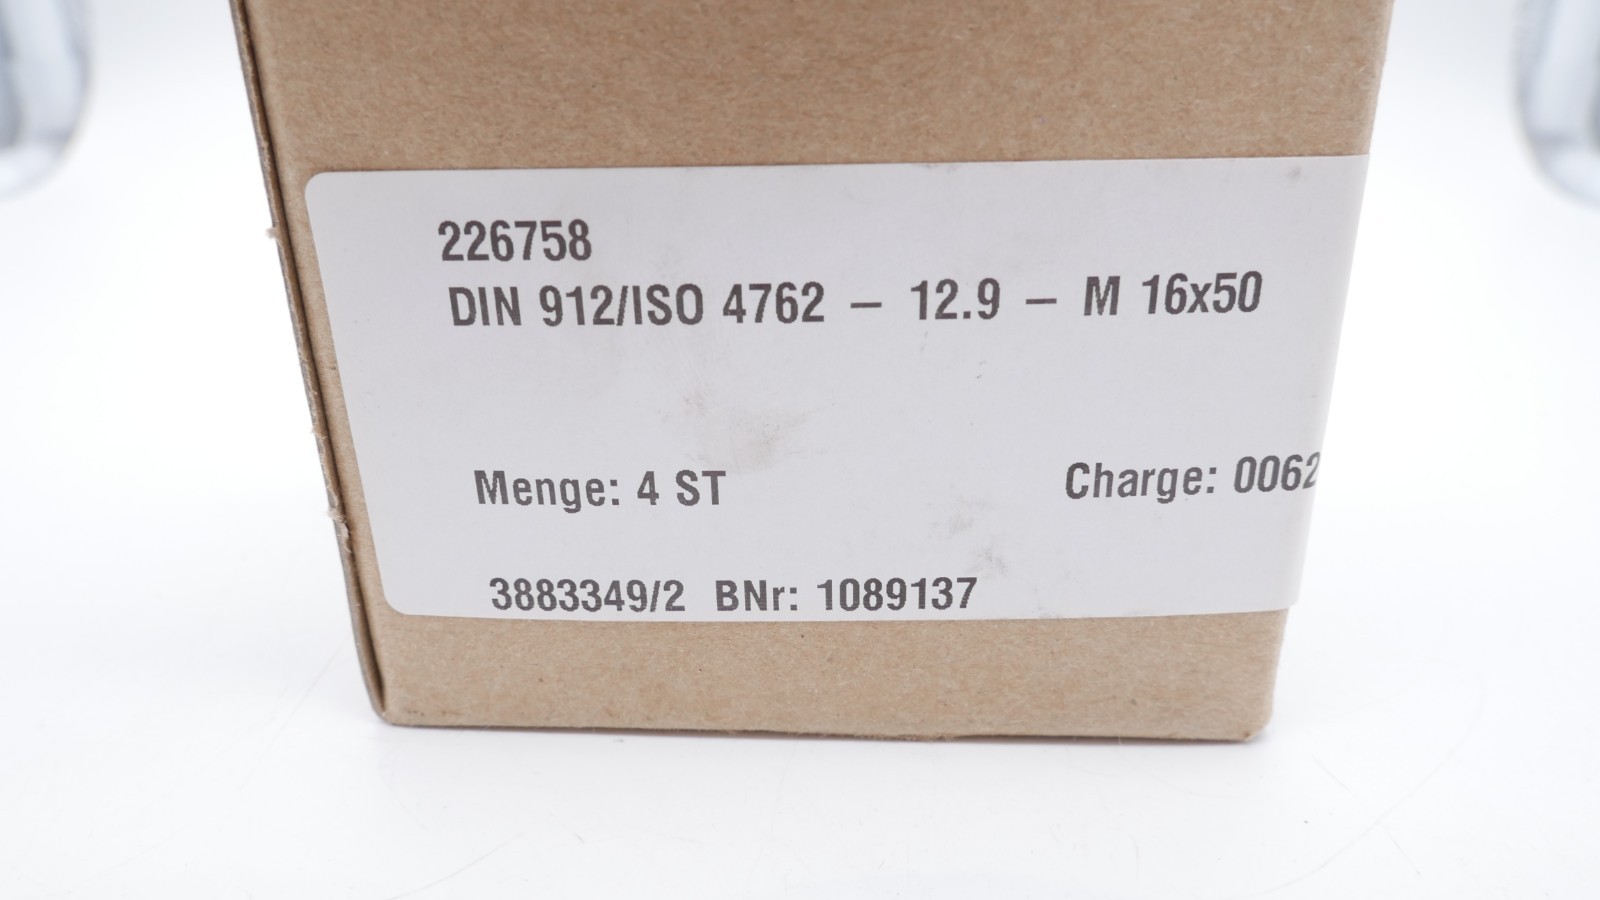 226758
DIN 912/ISO 4762 – 12.9 – M 16x50
Menge: 4 ST Charge: 0062
3883349/2 BNr: 1089137